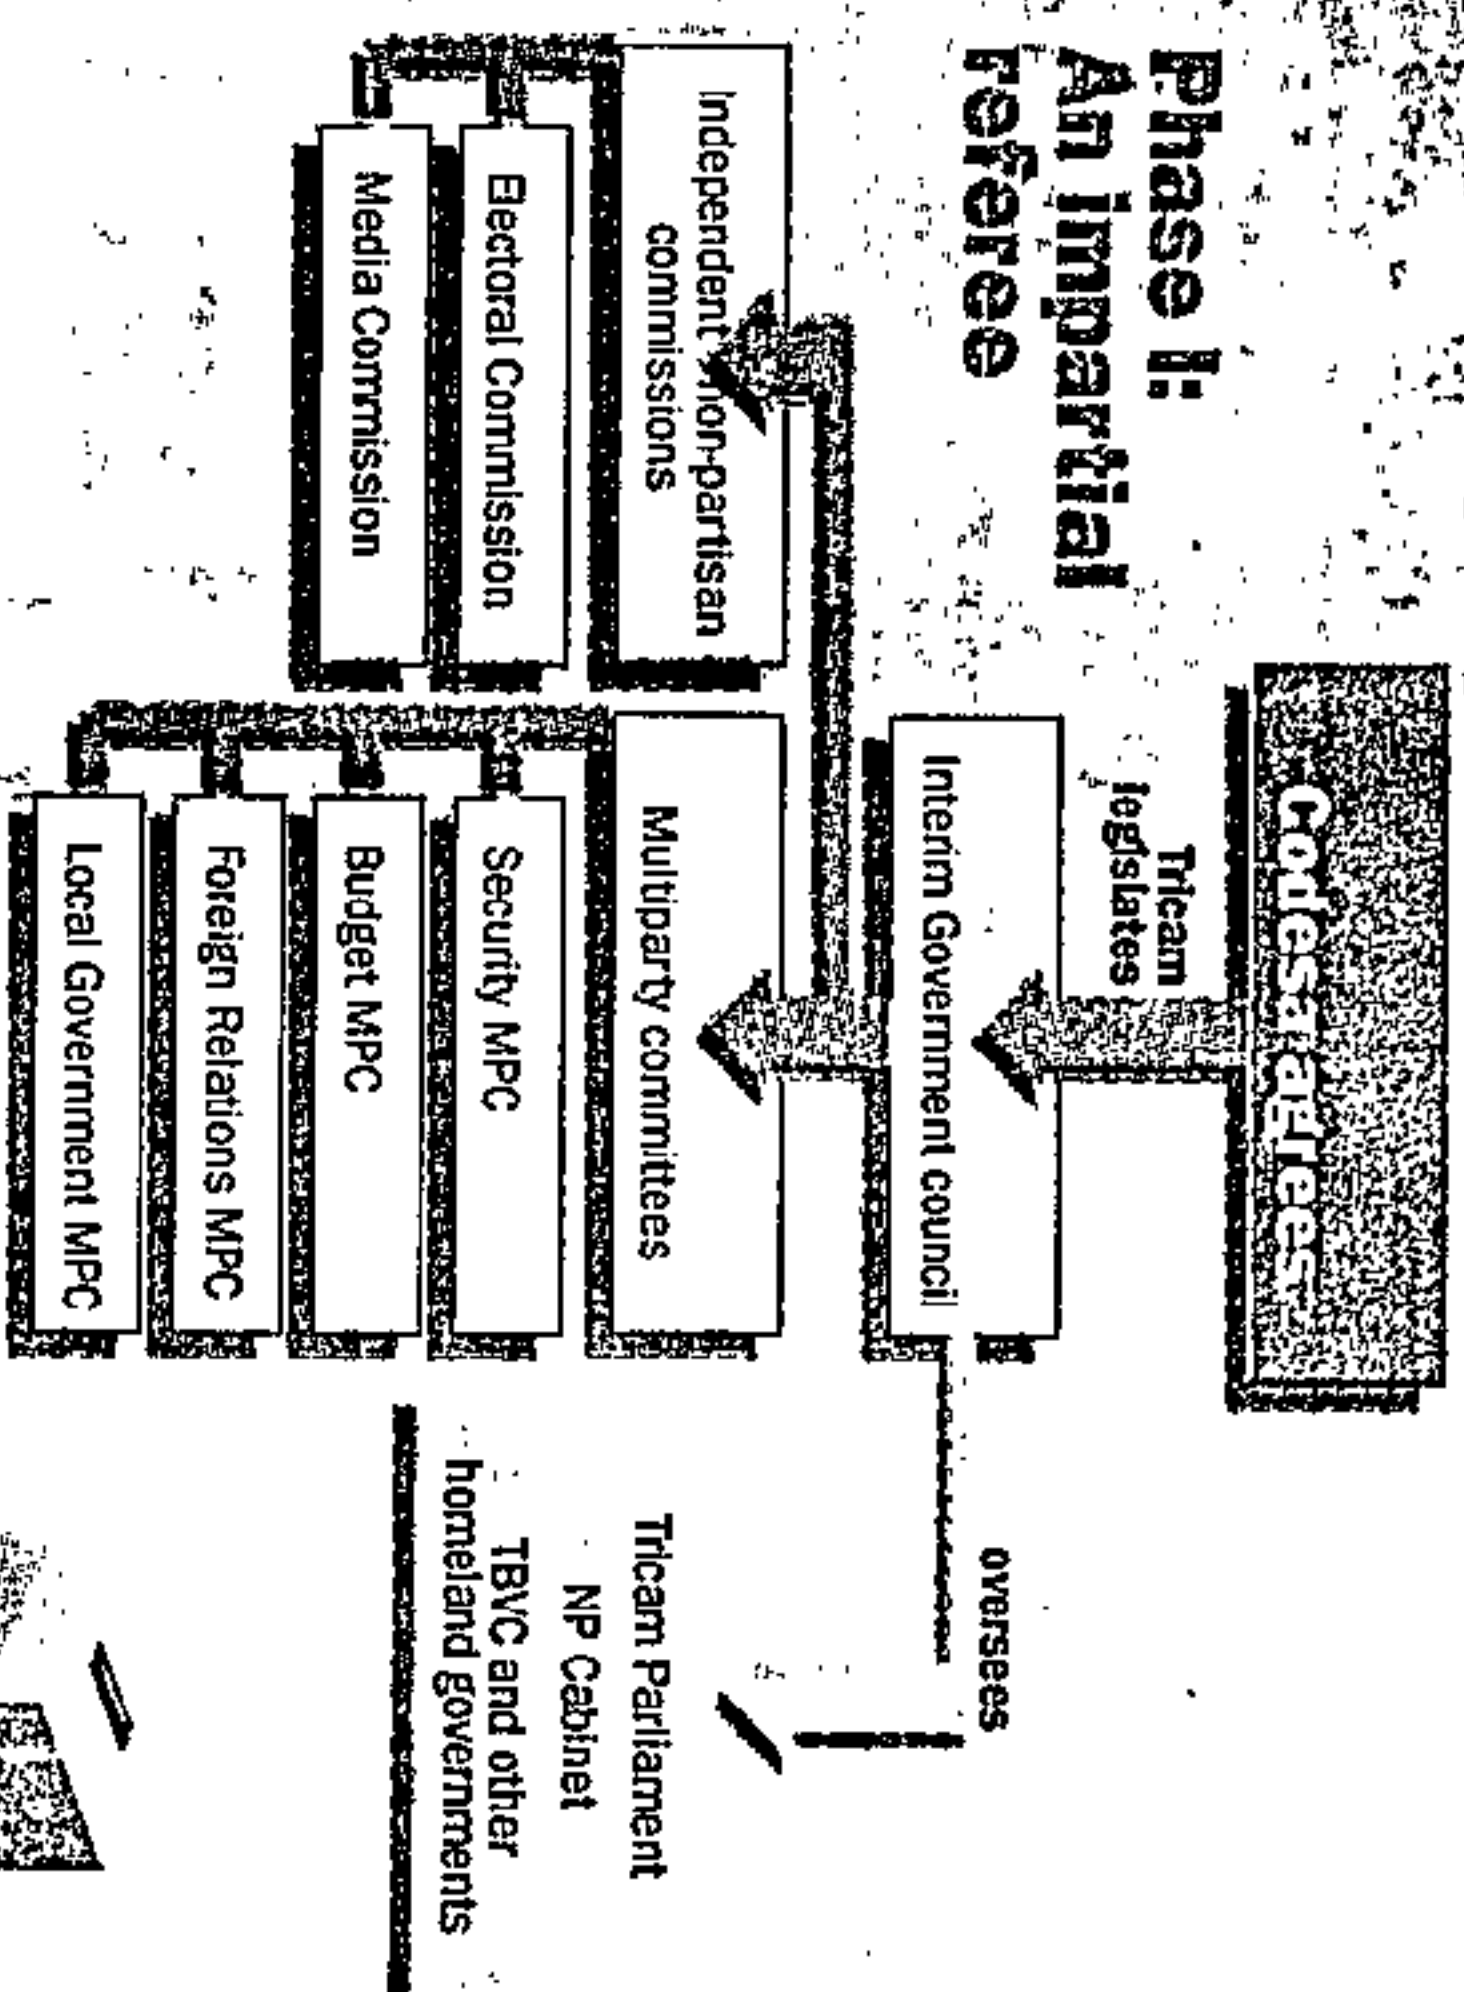 Phase I:
An impartial
referee
Codesa agrees
Tricam
legislates
Interim Government council
oversees
Independent non-partisan
commissions
Electoral Commission
Media Commission
Multiparty committees
Security MPC
Budget MPC
Foreign Relations MPC
Local Government MPC
Tricam Parliament
NP Cabinet
TBVC and other
homeland governments